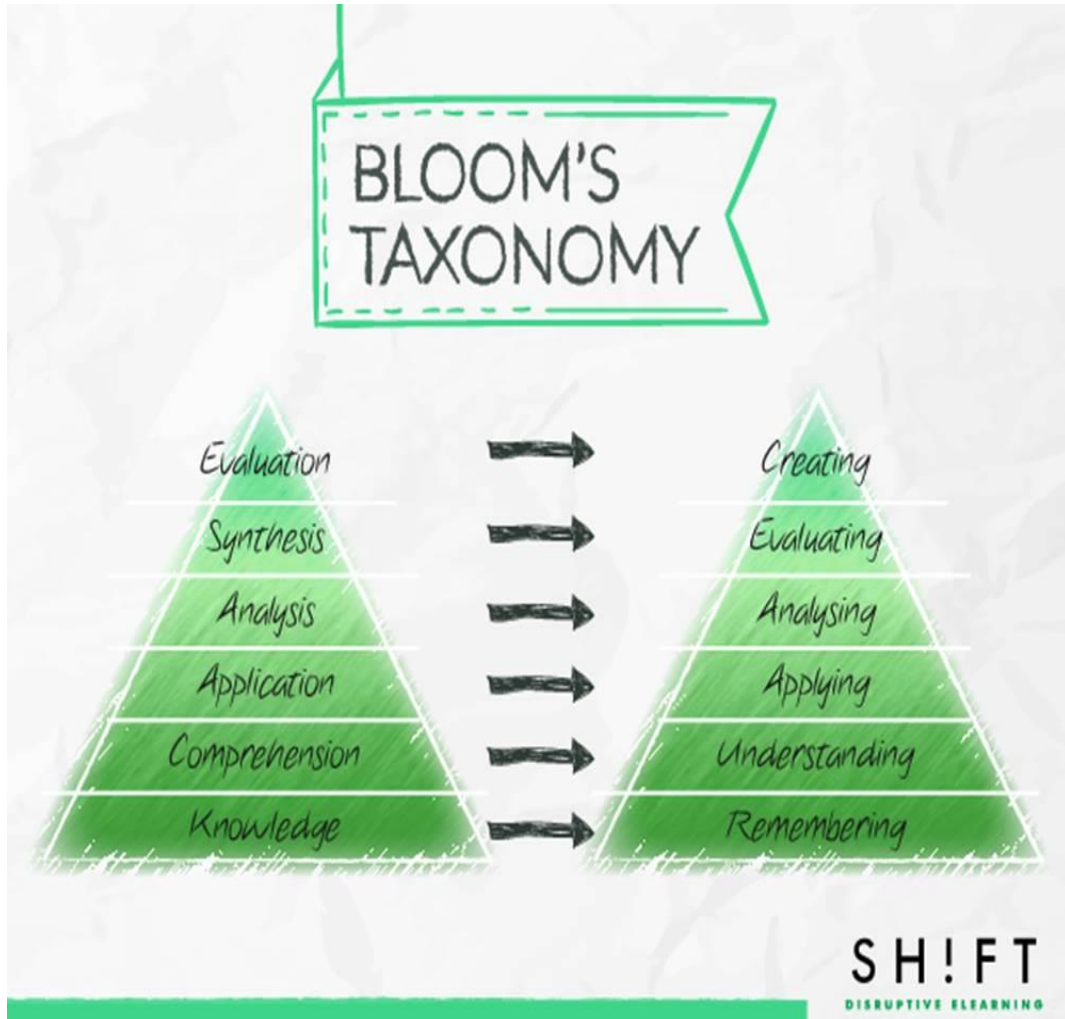 BLOOM'S
TAXONOMY
Evaluation
Synthesis
Analysis
Application
Comprehension
Knowledge
Creating
Evaluating
Analysing
Applying
Understanding
Remembering
SH!FT
DISRUPTIVE ELEARNING